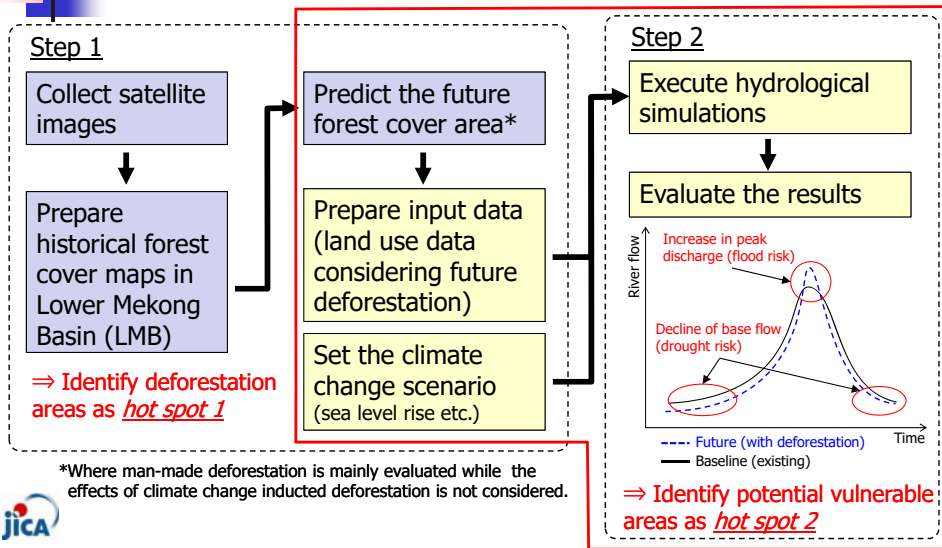 Step 1
Collect satellite
images
Prepare
historical forest
cover maps in
Lower Mekong
Basin (LMB)
⇒ Identify deforestation
areas as hot spot 1
Predict the future
forest cover area*
Prepare input data
(land use data
considering future
deforestation)
Set the climate
change scenario
(sea level rise etc.)
*Where man-made deforestation is mainly evaluated while the
effects of climate change inducted deforestation is not considered.
Step 2
Execute hydrological
simulations
Evaluate the results
River flow
Increase in peak
discharge (flood risk)
Decline of base flow
(drought risk)
Time
Future (with deforestation)
Baseline (existing)
⇒ Identify potential vulnerable
areas as hot spot 2
jICA